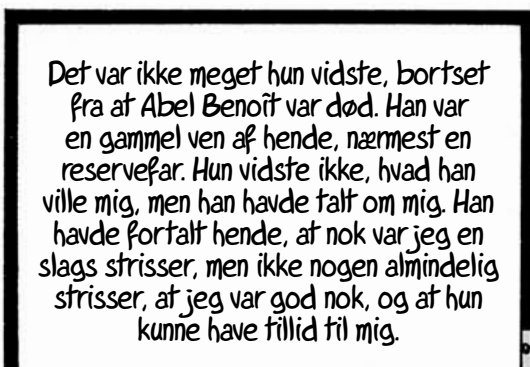 Det var ikke meget hun vidste, bortset
fra at Abel Benoît var død. Han var
en gammel ven af hende, nærmest en
reservefar. Hun vidste ikke, hvad han
ville mig, men han havde talt om mig. Han
havde fortalt hende, at nok var jeg en
slags strisser, men ikke nogen almindelig
strisser, at jeg var god nok, og at hun
kunne have tillid til mig.